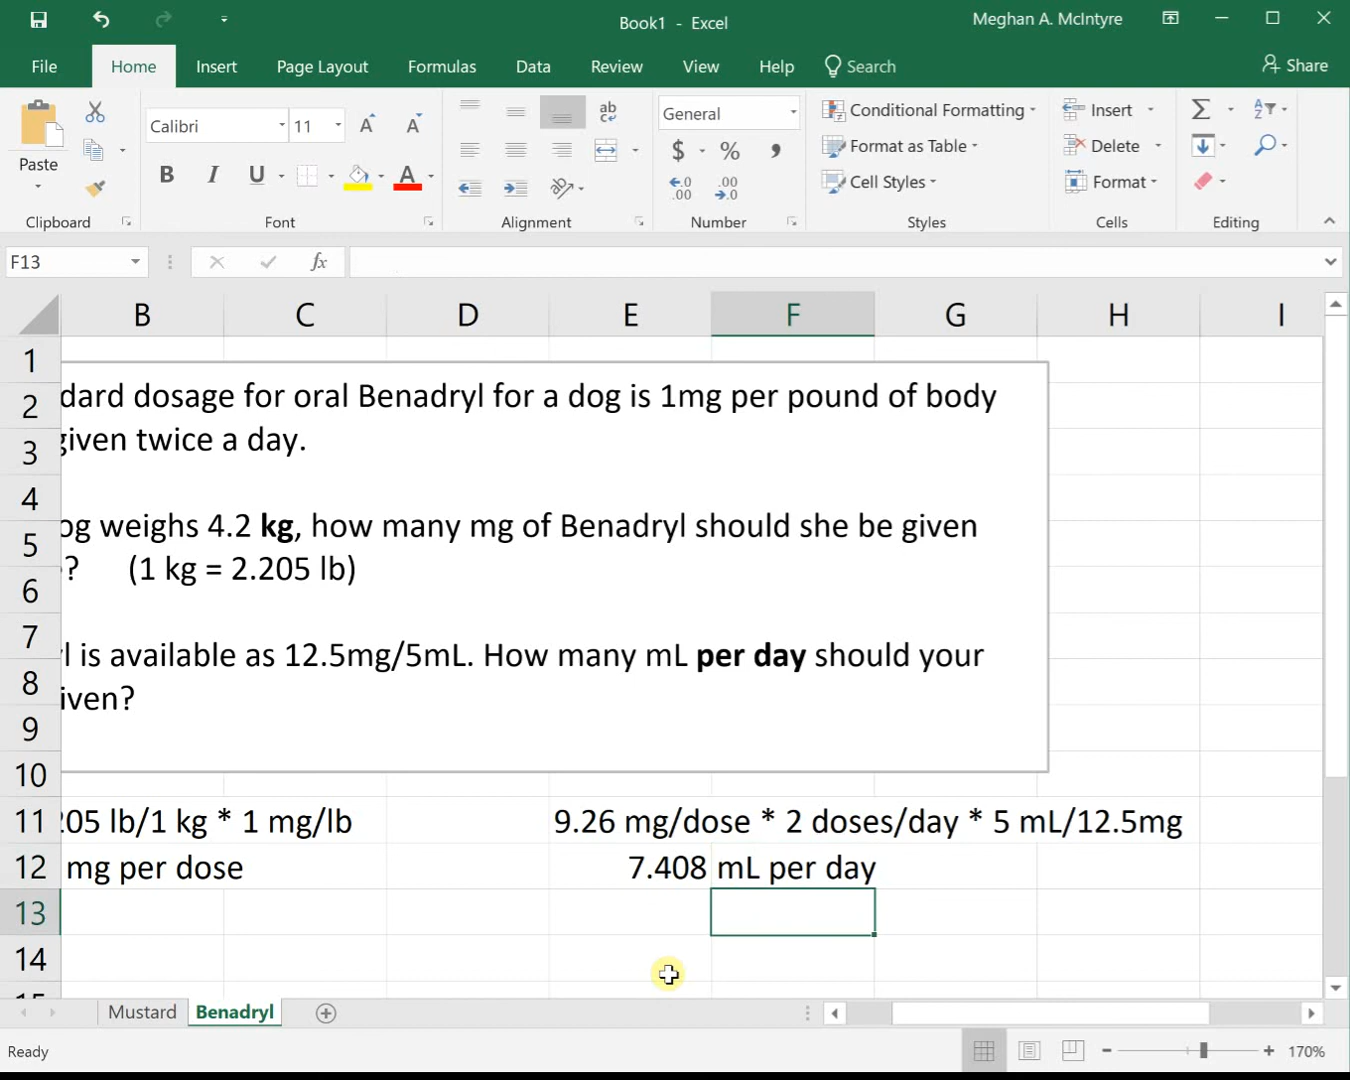 Book1 - Excel
Meghan A. McIntyre
File Home Insert Page Layout Formulas Data Review View Help Search Share
Paste
Calibri 11
B I U
General
$ % ,
Conditional Formatting
Format as Table
Cell Styles
Insert
Delete
Format
Clipboard Font Alignment Number Styles Cells Editing
F13 fx
B C D E F G H I
1
2 dard dosage for oral Benadryl for a dog is 1mg per pound of body
3 given twice a day.
4
5 og weighs 4.2 kg, how many mg of Benadryl should she be given
6 ? (1 kg = 2.205 lb)
7
8 l is available as 12.5mg/5mL. How many mL per day should your
9 iven?
10
11 205 lb/1 kg * 1 mg/lb 9.26 mg/dose * 2 doses/day * 5 mL/12.5mg
12 mg per dose 7.408 mL per day
13
14
15
Mustard Benadryl
Ready 170%